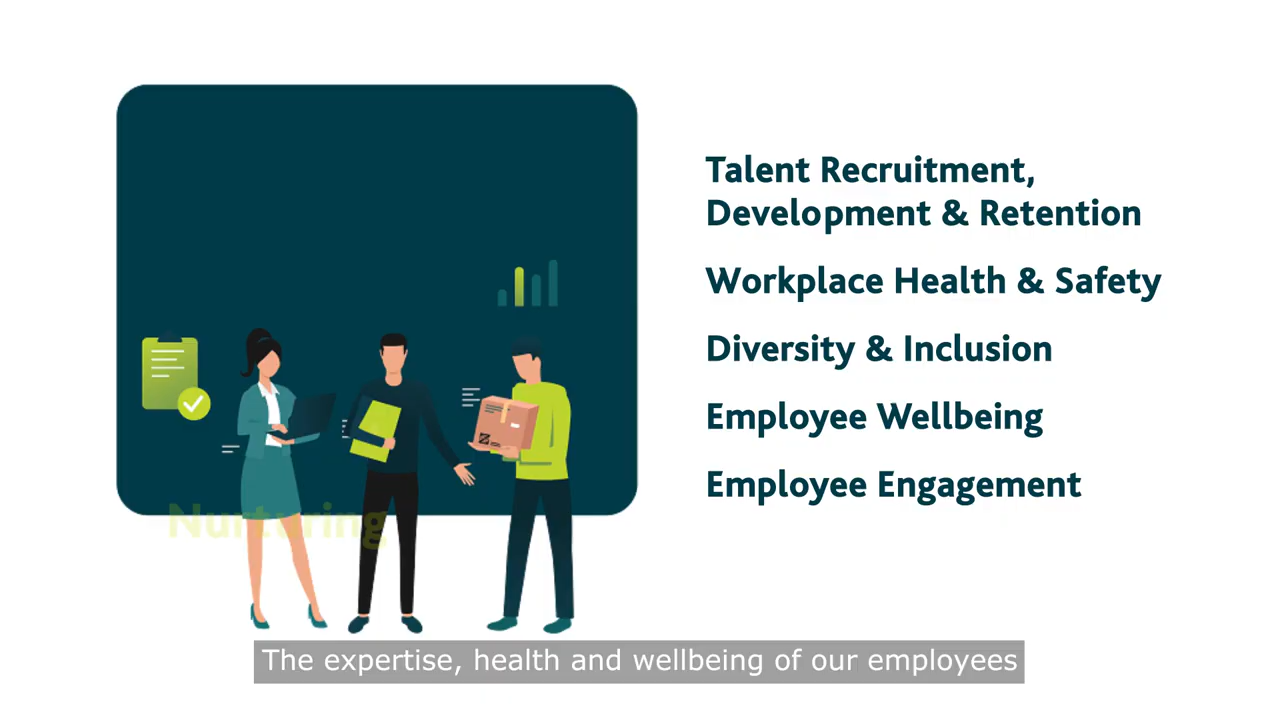 Talent Recruitment,
Development & Retention
Workplace Health & Safety
Diversity & Inclusion
Employee Wellbeing
Employee Engagement
Nurturing
The expertise, health and wellbeing of our employees